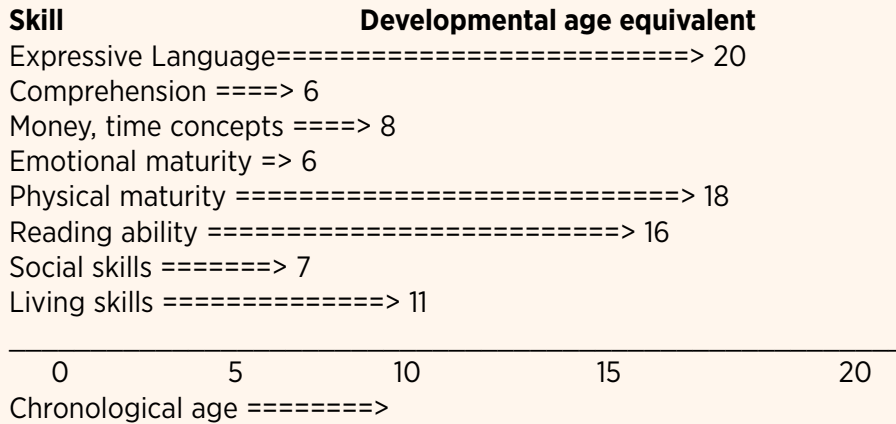 Skill Developmental age equivalent
Expressive Language==========================> 20
Comprehension ====> 6
Money, time concepts ====> 8
Emotional maturity => 6
Physical maturity ============================> 18
Reading ability ==========================> 16
Social skills =======> 7
Living skills ==============> 11
0 5 10 15 20
Chronological age ========>